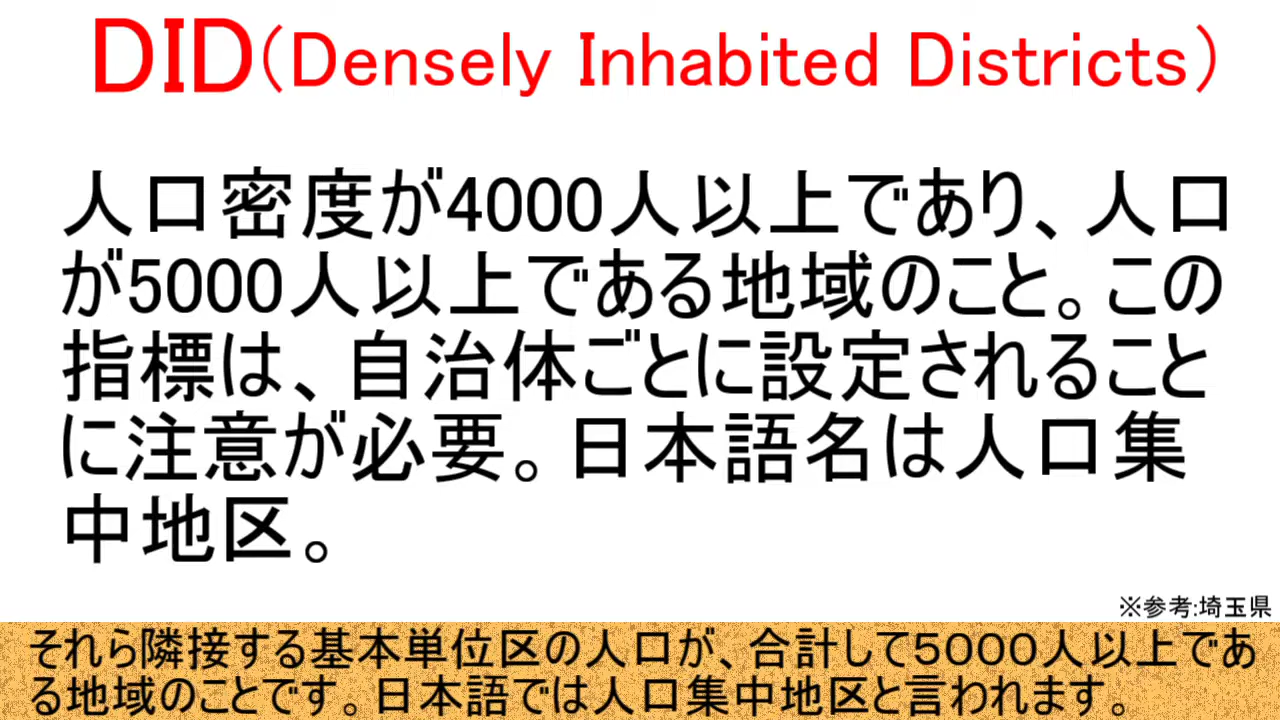 DID(Densely Inhabited Districts)
人口密度が4000人以上であり、人口
が5000人以上である地域のこと。この
指標は、自治体ごとに設定されること
に注意が必要。日本語名は人口集
中地区。
※参考:埼玉県
それら隣接する基本単位区の人口が、合計して5000人以上であ
る地域のことです。日本語では人口集中地区と言われます。